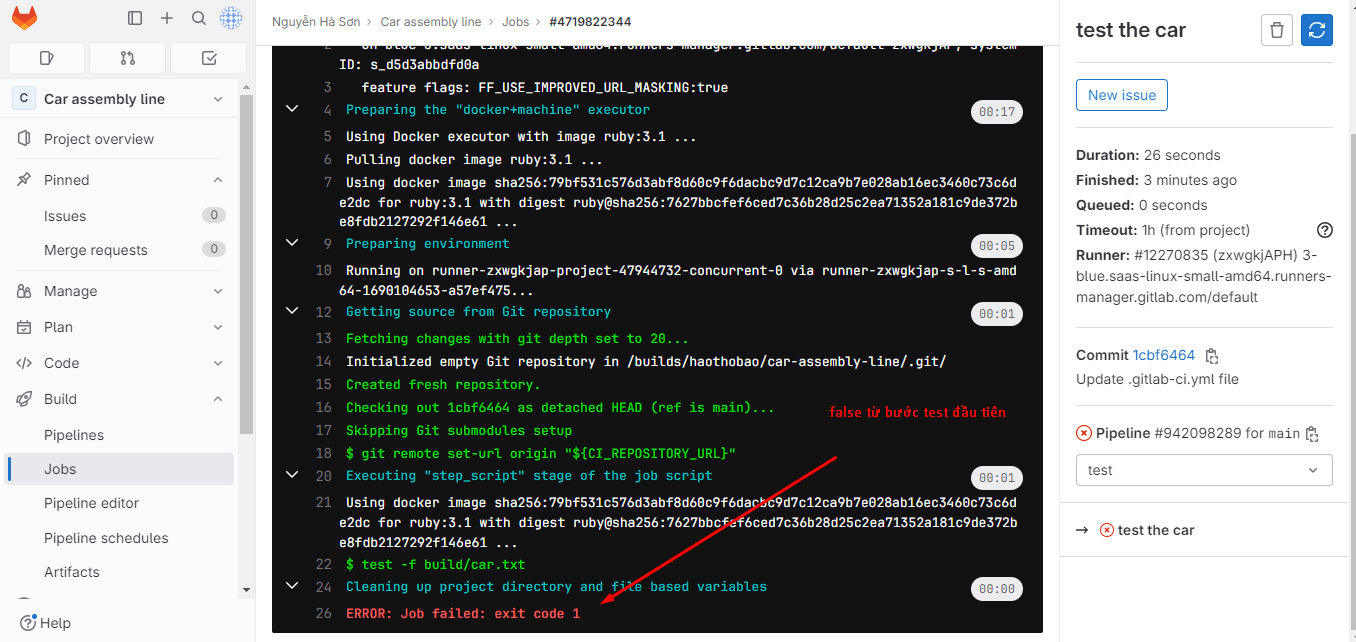 Nguyễn Hà Sơn › Car assembly line › Jobs › #4719822344
C Car assembly line
Project overview
Pinned
Issues 0
Merge requests 0
Manage
Plan
Code
Build
Pipelines
Jobs
Pipeline editor
Pipeline schedules
Artifacts
Help
ID: s_d5d3abbdfd0a
3 feature flags: FF_USE_IMPROVED_URL_MASKING:true
4 Preparing the "docker+machine" executor 00:17
5 Using Docker executor with image ruby:3.1 ...
6 Pulling docker image ruby:3.1 ...
7 Using docker image sha256:79bf531c576d3abf8d60c9f6dacbc9d7c12ca9b7e028ab16ec3460c73c6d
e2dc for ruby:3.1 with digest ruby@sha256:7627bbcfef6ced7c36b28d25c2ea71352a181c9de372b
e8fdb2127292f146e61 ...
9 Preparing environment 00:05
10 Running on runner-zxwgkjap-project-47944732-concurrent-0 via runner-zxwgkjap-s-l-s-amd
64-1690104653-a57ef475...
12 Getting source from Git repository 00:01
13 Fetching changes with git depth set to 20...
14 Initialized empty Git repository in /builds/haothobao/car-assembly-line/.git/
15 Created fresh repository.
16 Checking out 1cbf6464 as detached HEAD (ref is main)...
false từ bước test đầu tiên
17 Skipping Git submodules setup
18 $ git remote set-url origin "${CI_REPOSITORY_URL}"
20 Executing "step_script" stage of the job script 00:01
21 Using docker image sha256:79bf531c576d3abf8d60c9f6dacbc9d7c12ca9b7e028ab16ec3460c73c6d
e2dc for ruby:3.1 with digest ruby@sha256:7627bbcfef6ced7c36b28d25c2ea71352a181c9de372b
e8fdb2127292f146e61 ...
22 $ test -f build/car.txt
24 Cleaning up project directory and file based variables 00:00
26 ERROR: Job failed: exit code 1
test the car
New issue
Duration: 26 seconds
Finished: 3 minutes ago
Queued: 0 seconds
Timeout: 1h (from project)
Runner: #12270835 (zxwgkjAPH) 3-
blue.saas-linux-small-amd64.runners-
manager.gitlab.com/default
Commit 1cbf6464
Update .gitlab-ci.yml file
Pipeline #942098289 for main
test
→ test the car